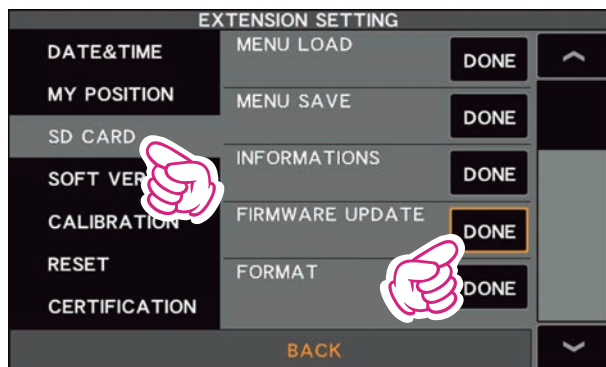 EXTENSION SETTING
DATE&TIME
MY POSITION
SD CARD
SOFT VER
CALIBRATION
RESET
CERTIFICATION
MENU LOAD
DONE
MENU SAVE
DONE
INFORMATIONS
DONE
FIRMWARE UPDATE
DONE
FORMAT
DONE
BACK